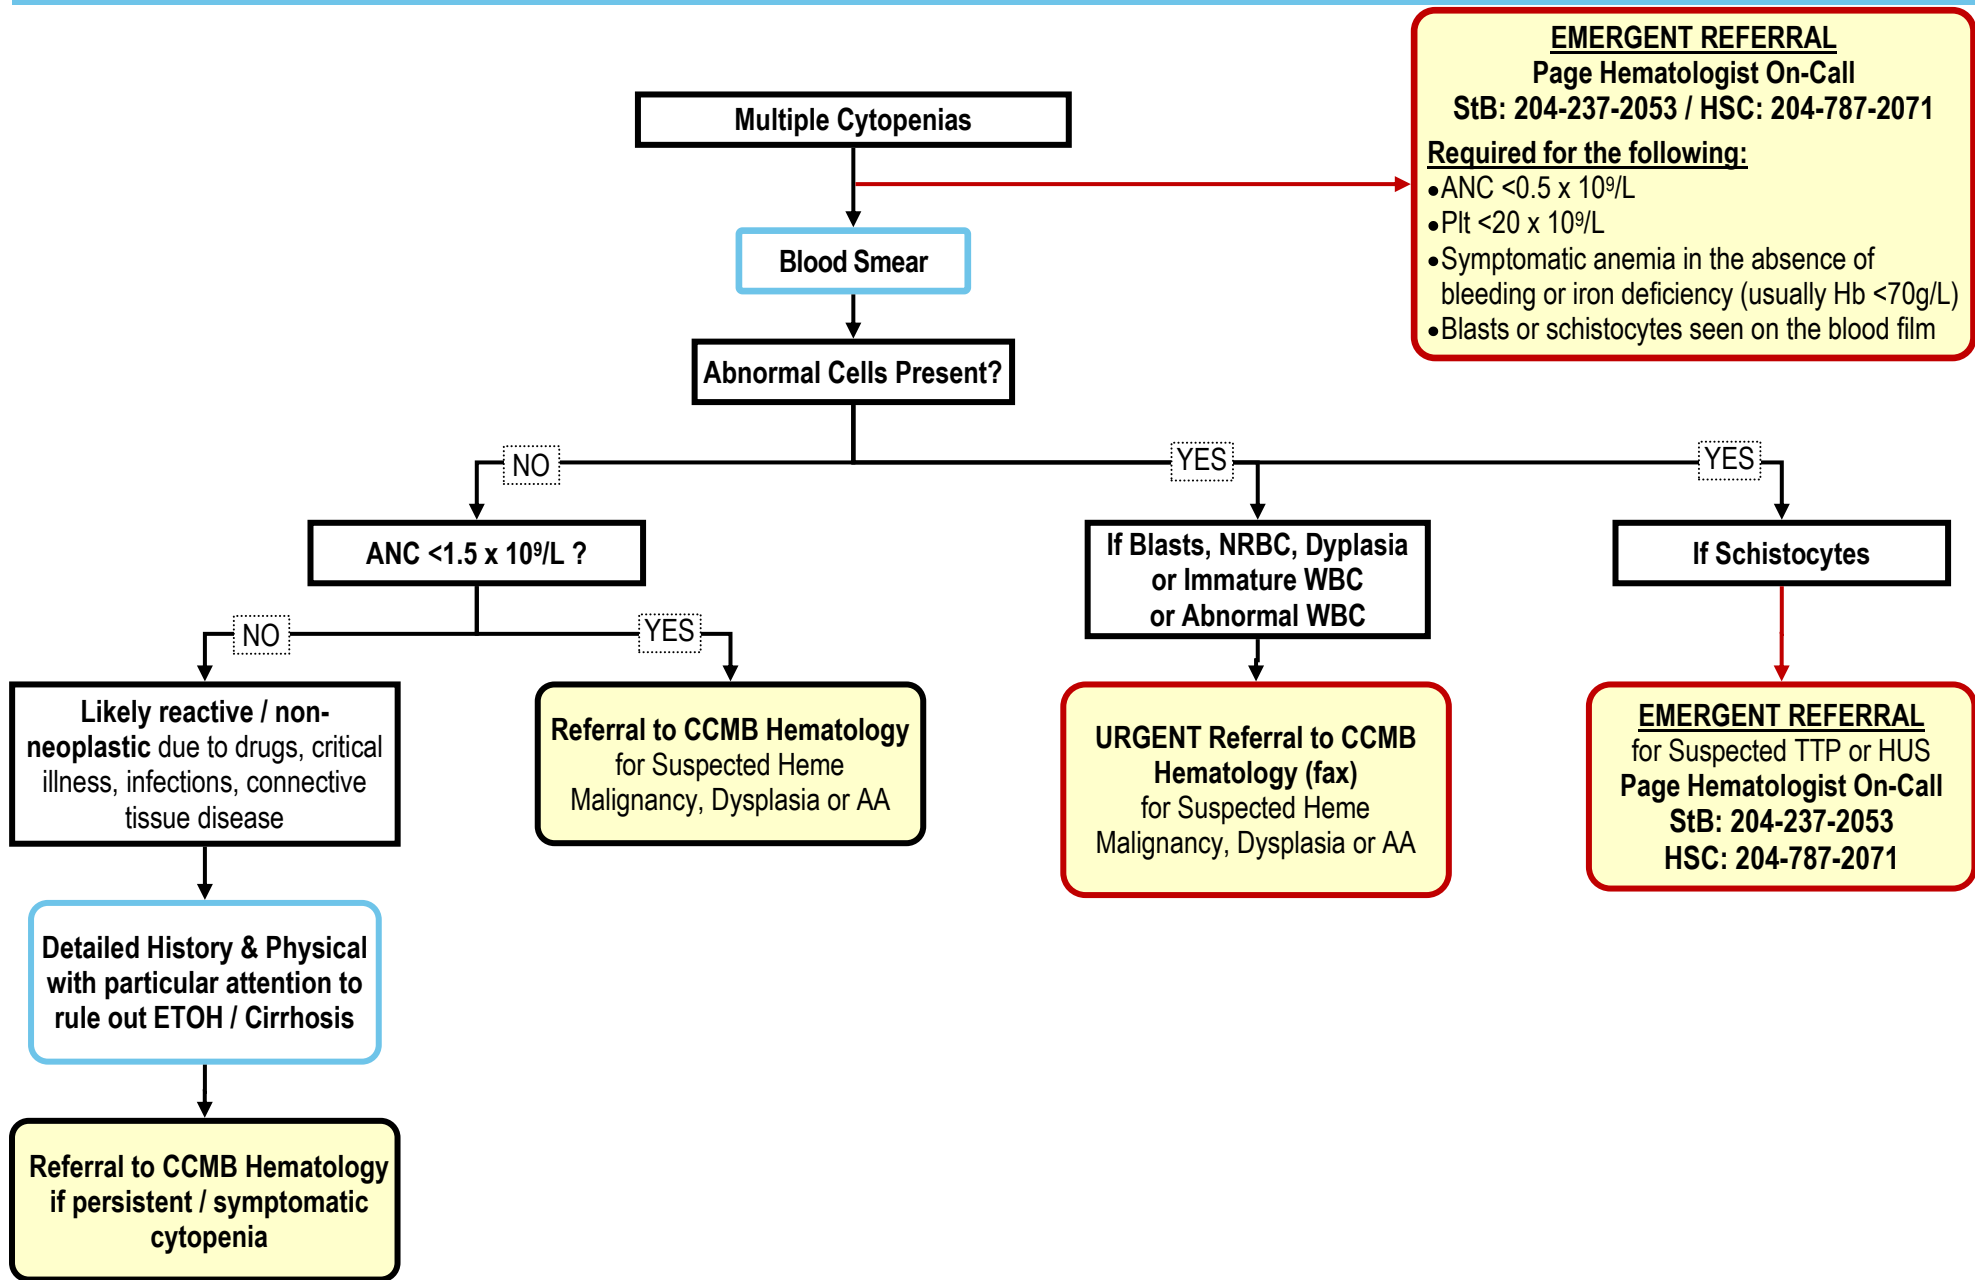 EMERGENT REFERRAL
Page Hematologist On-Call
StB: 204-237-2053 / HSC: 204-787-2071
Required for the following:
•ANC <0.5 x 10⁹/L
•Plt <20 x 10⁹/L
•Symptomatic anemia in the absence of
bleeding or iron deficiency (usually Hb <70g/L)
•Blasts or schistocytes seen on the blood film
Multiple Cytopenias
Blood Smear
Abnormal Cells Present?
NO
YES
YES
ANC <1.5 x 10⁹/L ?
If Blasts, NRBC, Dyplasia
or Immature WBC
or Abnormal WBC
If Schistocytes
NO
YES
Likely reactive / non-
neoplastic due to drugs, critical
illness, infections, connective
tissue disease
Referral to CCMB Hematology
for Suspected Heme
Malignancy, Dysplasia or AA
URGENT Referral to CCMB
Hematology (fax)
for Suspected Heme
Malignancy, Dysplasia or AA
EMERGENT REFERRAL
for Suspected TTP or HUS
Page Hematologist On-Call
StB: 204-237-2053
HSC: 204-787-2071
Detailed History & Physical
with particular attention to
rule out ETOH / Cirrhosis
Referral to CCMB Hematology
if persistent / symptomatic
cytopenia